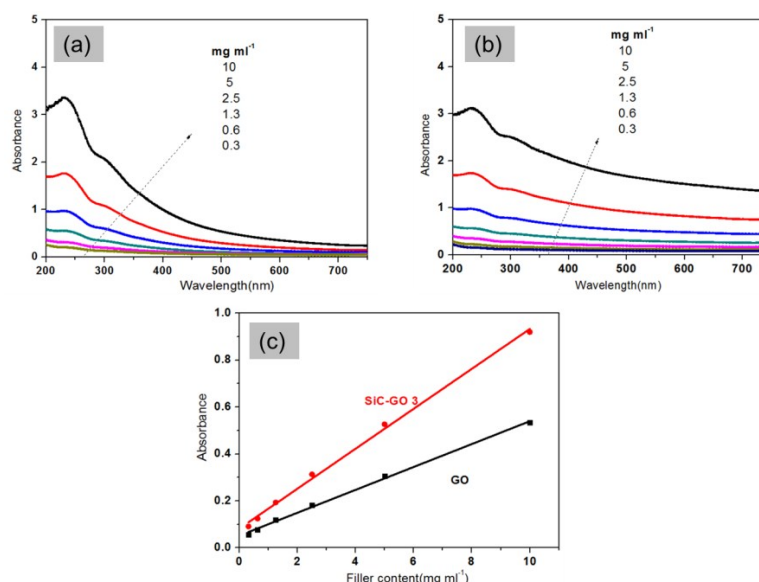 (a)
5
4
3
2
1
0
Absorbance
mg ml-1
10
5
2.5
1.3
0.6
0.3
200 300 400 500 600 700
Wavelength(nm)
(b)
5
4
3
2
1
0
Absorbance
mg ml-1
10
5
2.5
1.3
0.6
0.3
200 300 400 500 600 700
Wavelength(nm)
(c)
1.0
0.8
0.6
0.4
0.2
0.0
Absorbance
SiC-GO 3
GO
0 2 4 6 8 10
Filler content(mg ml-1)